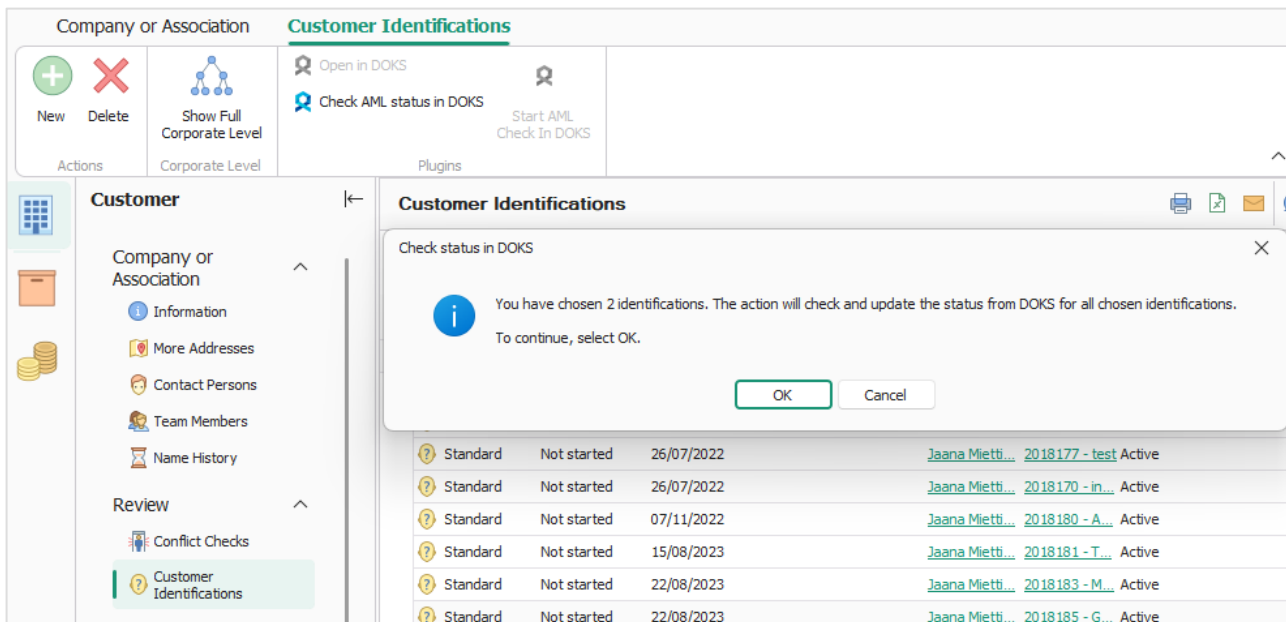 Company or Association Customer Identifications
Open in DOKS
Check AML status in DOKS
New Delete Show Full Corporate Level Start AML Check In DOKS
Actions Corporate Level Plugins
Customer
Customer Identifications
Check status in DOKS
Company or
Association
You have chosen 2 identifications. The action will check and update the status from DOKS for all chosen identifications.
To continue, select OK.
OK Cancel
Information
More Addresses
Contact Persons
Team Members
Name History
Review
Conflict Checks
Customer
Identifications
Standard Not started 26/07/2022 Jaana Mietti... 2018177 - test Active
Standard Not started 26/07/2022 Jaana Mietti... 2018170 - in... Active
Standard Not started 07/11/2022 Jaana Mietti... 2018180 - A... Active
Standard Not started 15/08/2023 Jaana Mietti... 2018181 - T... Active
Standard Not started 22/08/2023 Jaana Mietti... 2018183 - M... Active
Standard Not started 22/08/2023 Jaana Mietti... 2018185 - G... Active